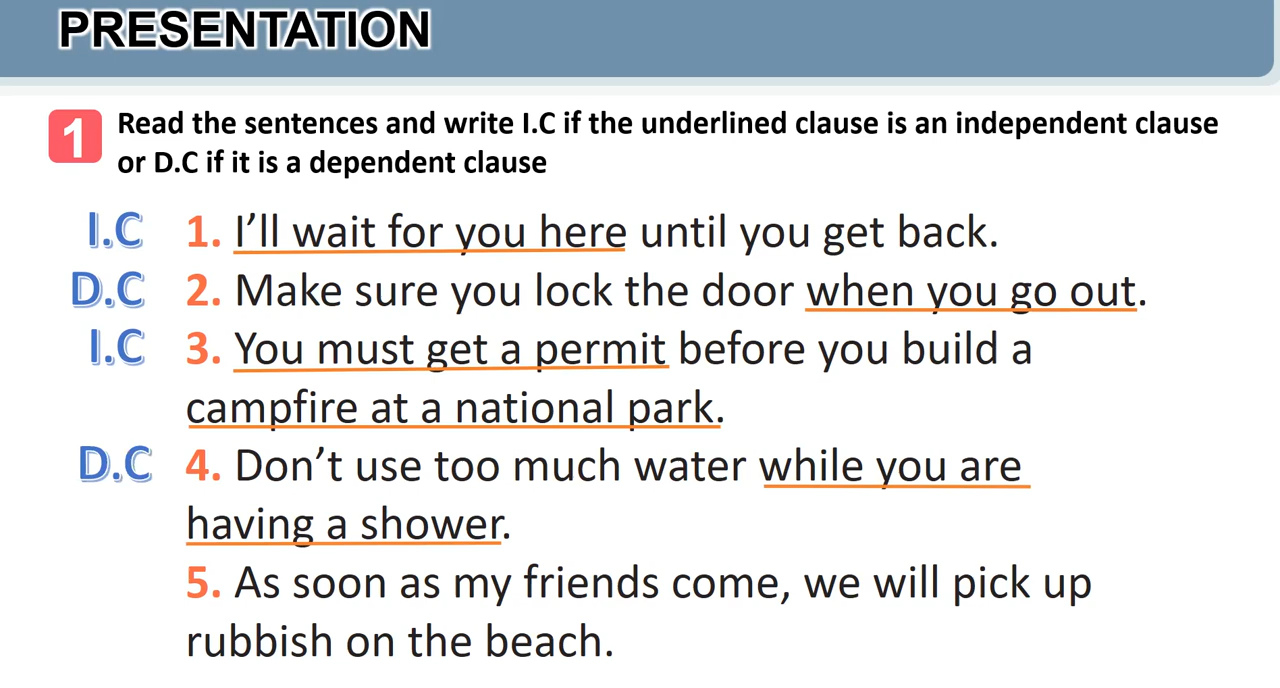 PRESENTATION
1 Read the sentences and write I.C if the underlined clause is an independent clause
or D.C if it is a dependent clause
I.C 1. I’ll wait for you here until you get back.
D.C 2. Make sure you lock the door when you go out.
I.C 3. You must get a permit before you build a
campfire at a national park.
D.C 4. Don’t use too much water while you are
having a shower.
5. As soon as my friends come, we will pick up
rubbish on the beach.